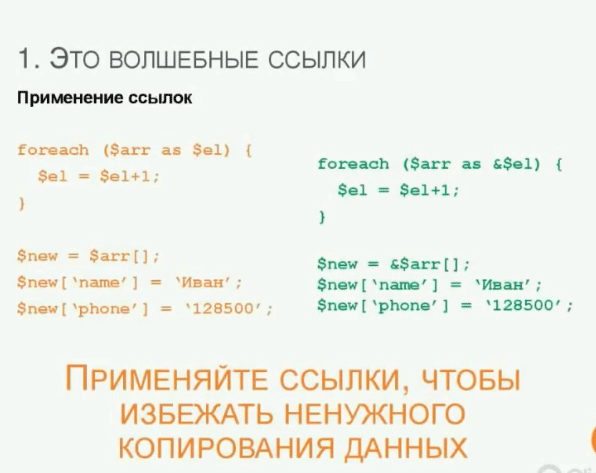 1. Это волшебные ссылки
Применение ссылок
foreach ($arr as $el) {
$el = $el+1;
}
$new = $arr[];
$new[‘name’] = ‘Иван’;
$new[‘phone’] = ‘128500’;
foreach ($arr as &$el) {
$el = $el+1;
}
$new = &$arr[];
$new[‘name’] = ‘Иван’;
$new[‘phone’] = ‘128500’;
Применяйте ссылки, чтобы
избежать ненужного
копирования данных